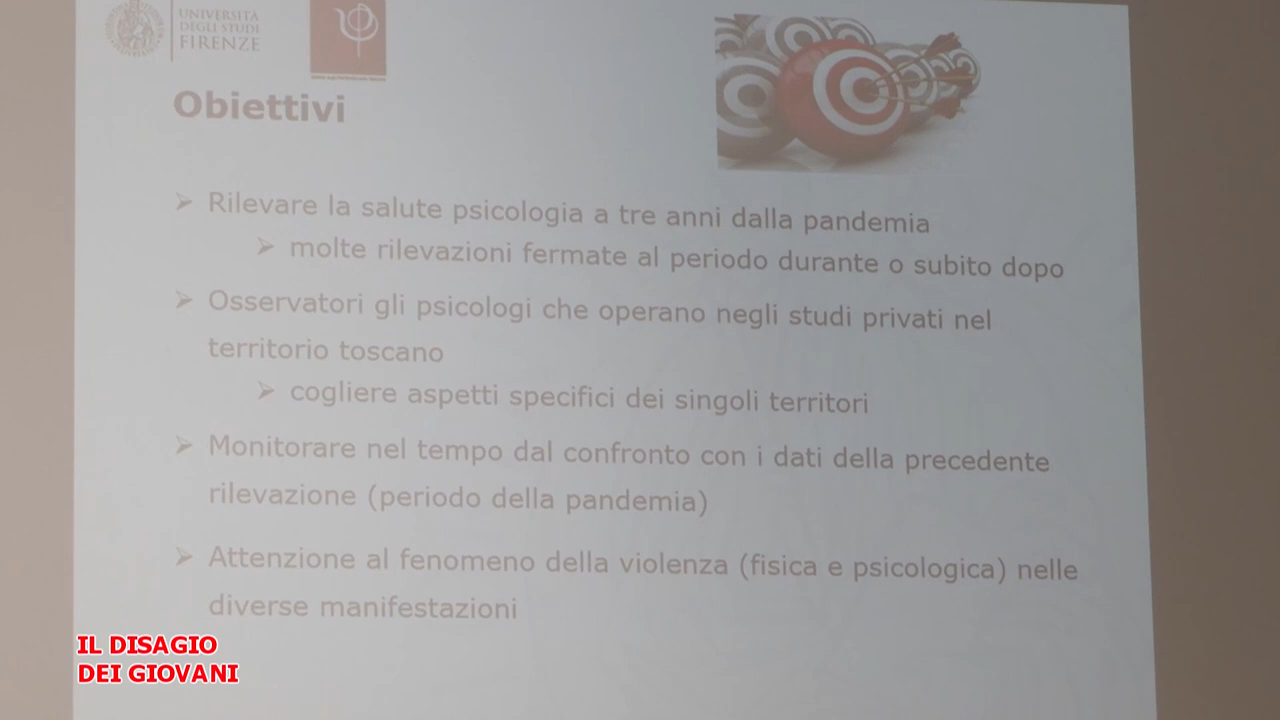 UNIVERSITÀ
DEGLI STUDI
FIRENZE
Obiettivi
Rilevare la salute psicologia a tre anni dalla pandemia
molte rilevazioni fermate al periodo durante o subito dopo
Osservatori gli psicologi che operano negli studi privati nel
territorio toscano
cogliere aspetti specifici dei singoli territori
Monitorare nel tempo dal confronto con i dati della precedente
rilevazione (periodo della pandemia)
Attenzione al fenomeno della violenza (fisica e psicologica) nelle
diverse manifestazioni
IL DISAGIO
DEI GIOVANI